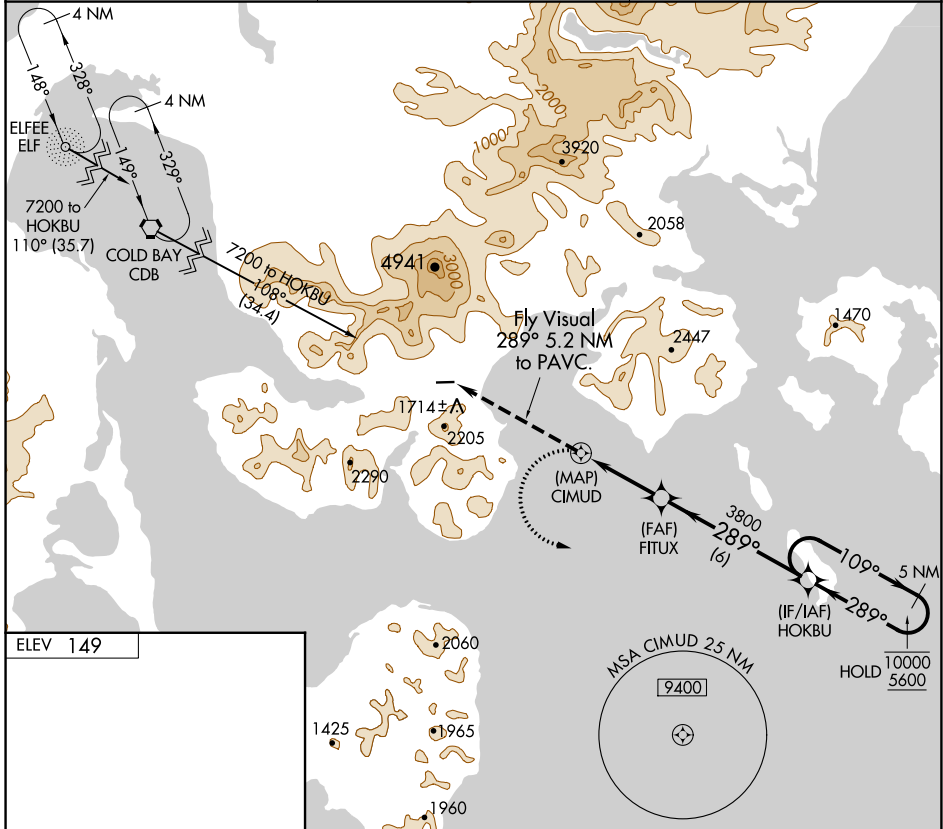 4 NM
148°
328°
4 NM
ELFEE
ELF
149°
329°
7200 to
HOKBU
110° (35.7)
COLD BAY
CDB
7200 to HOKBU
108°
(34.4)
2000
1000
3920
2058
4941
3000
Fly Visual
289° 5.2 NM
to PAVC.
2447
1470
1714±
2205
2290
(MAP)
CIMUD
(FAF)
FITUX
3800
289°
(6)
109°
5 NM
289°
(IF/IAF)
HOKBU
HOLD
10000
5600
ELEV 149
2060
1425
1965
1960
MSA CIMUD 25 NM
9400